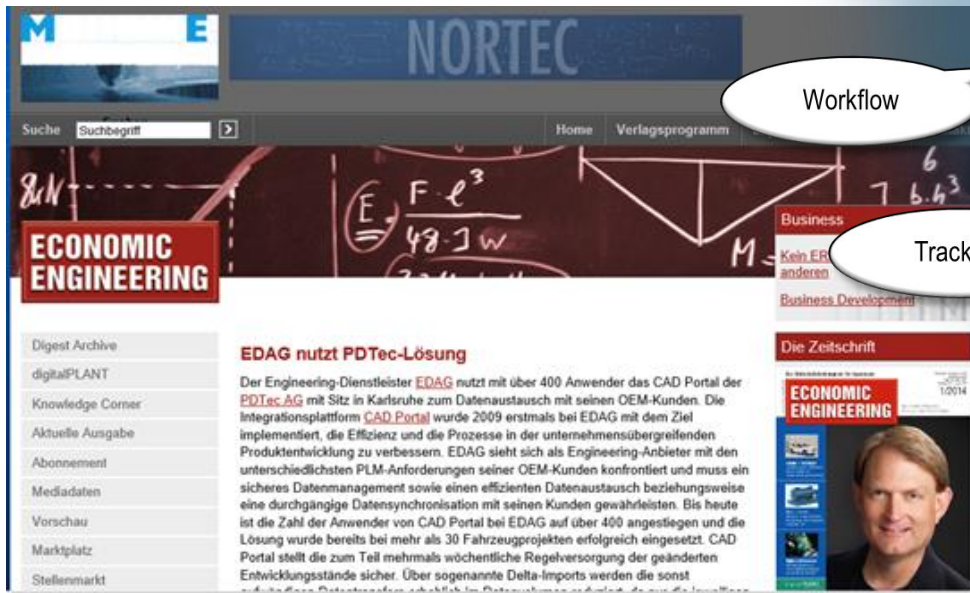 M E
NORTEC
Workflow
Suche Suchbegriff
Home Verlagsprogramm
ECONOMIC
ENGINEERING
E F · l³
48 · J w
M =
6
Business
Kein ER
anderen
Track
Business Development
Digest Archive
digitalPLANT
Knowledge Corner
Aktuelle Ausgabe
Abonnement
Mediadaten
Vorschau
Marktplatz
Stellenmarkt
EDAG nutzt PDTec-Lösung
Der Engineering-Dienstleister EDAG nutzt mit über 400 Anwender das CAD Portal der
PDTec AG mit Sitz in Karlsruhe zum Datenaustausch mit seinen OEM-Kunden. Die
Integrationsplattform CAD Portal wurde 2009 erstmals bei EDAG mit dem Ziel
implementiert, die Effizienz und die Prozesse in der unternehmensübergreifenden
Produktentwicklung zu verbessern. EDAG sieht sich als Engineering-Anbieter mit den
unterschiedlichsten PLM-Anforderungen seiner OEM-Kunden konfrontiert und muss ein
sicheres Datenmanagement sowie einen effizienten Datenaustausch beziehungsweise
eine durchgängige Datensynchronisation mit seinen Kunden gewährleisten. Bis heute
ist die Zahl der Anwender von CAD Portal bei EDAG auf über 400 angestiegen und die
Lösung wurde bereits bei mehr als 30 Fahrzeugprojekten erfolgreich eingesetzt. CAD
Portal stellt die zum Teil mehrmals wöchentliche Regelversorgung der geänderten
Entwicklungsstände sicher. Über sogenannte Delta-Imports werden die sonst
Die Zeitschrift
ECONOMIC
ENGINEERING
1/2014